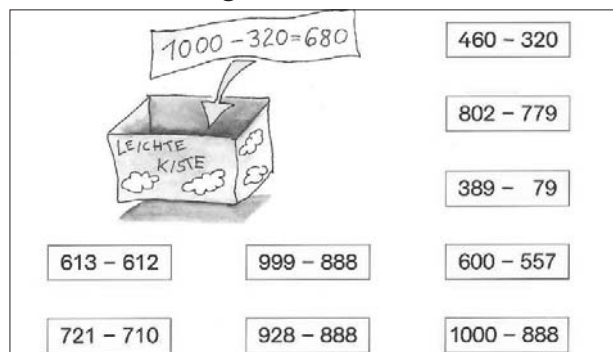 1000 - 320 = 680
460 – 320
802 – 779
LEICHTE
KISTE
389 – 79
613 – 612
999 – 888
600 – 557
721 – 710
928 – 888
1000 – 888